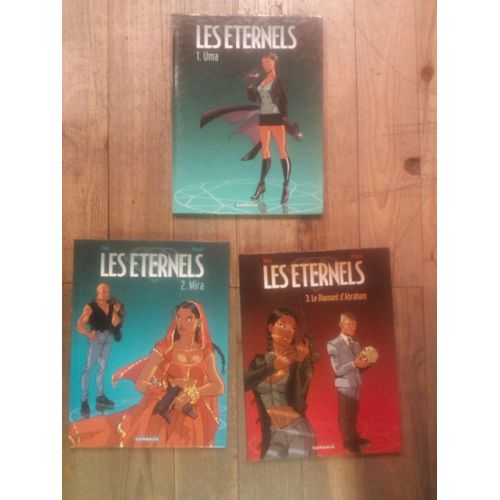 LES ETERNELS
1. Uma
DARGAUD
LES ETERNELS
2. Mira
DARGAUD
LES ETERNELS
3. Le Diamant d'Abraham
DARGAUD